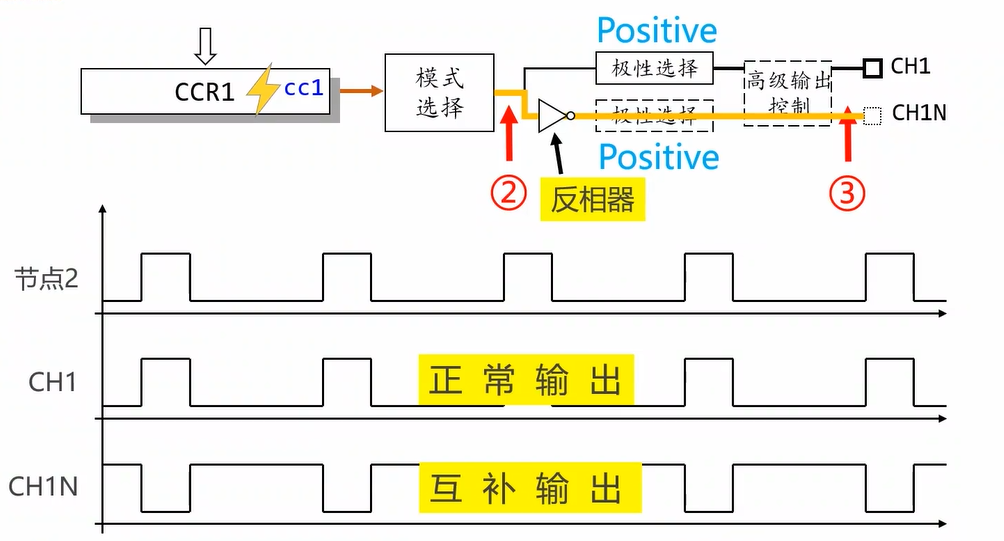 Positive
CCR1
cc1
模式
选择
极性选择
高级输出
控制
CH1
极性选择
CH1N
Positive
②
反相器
③
节点2
CH1
正常输出
CH1N
互补输出